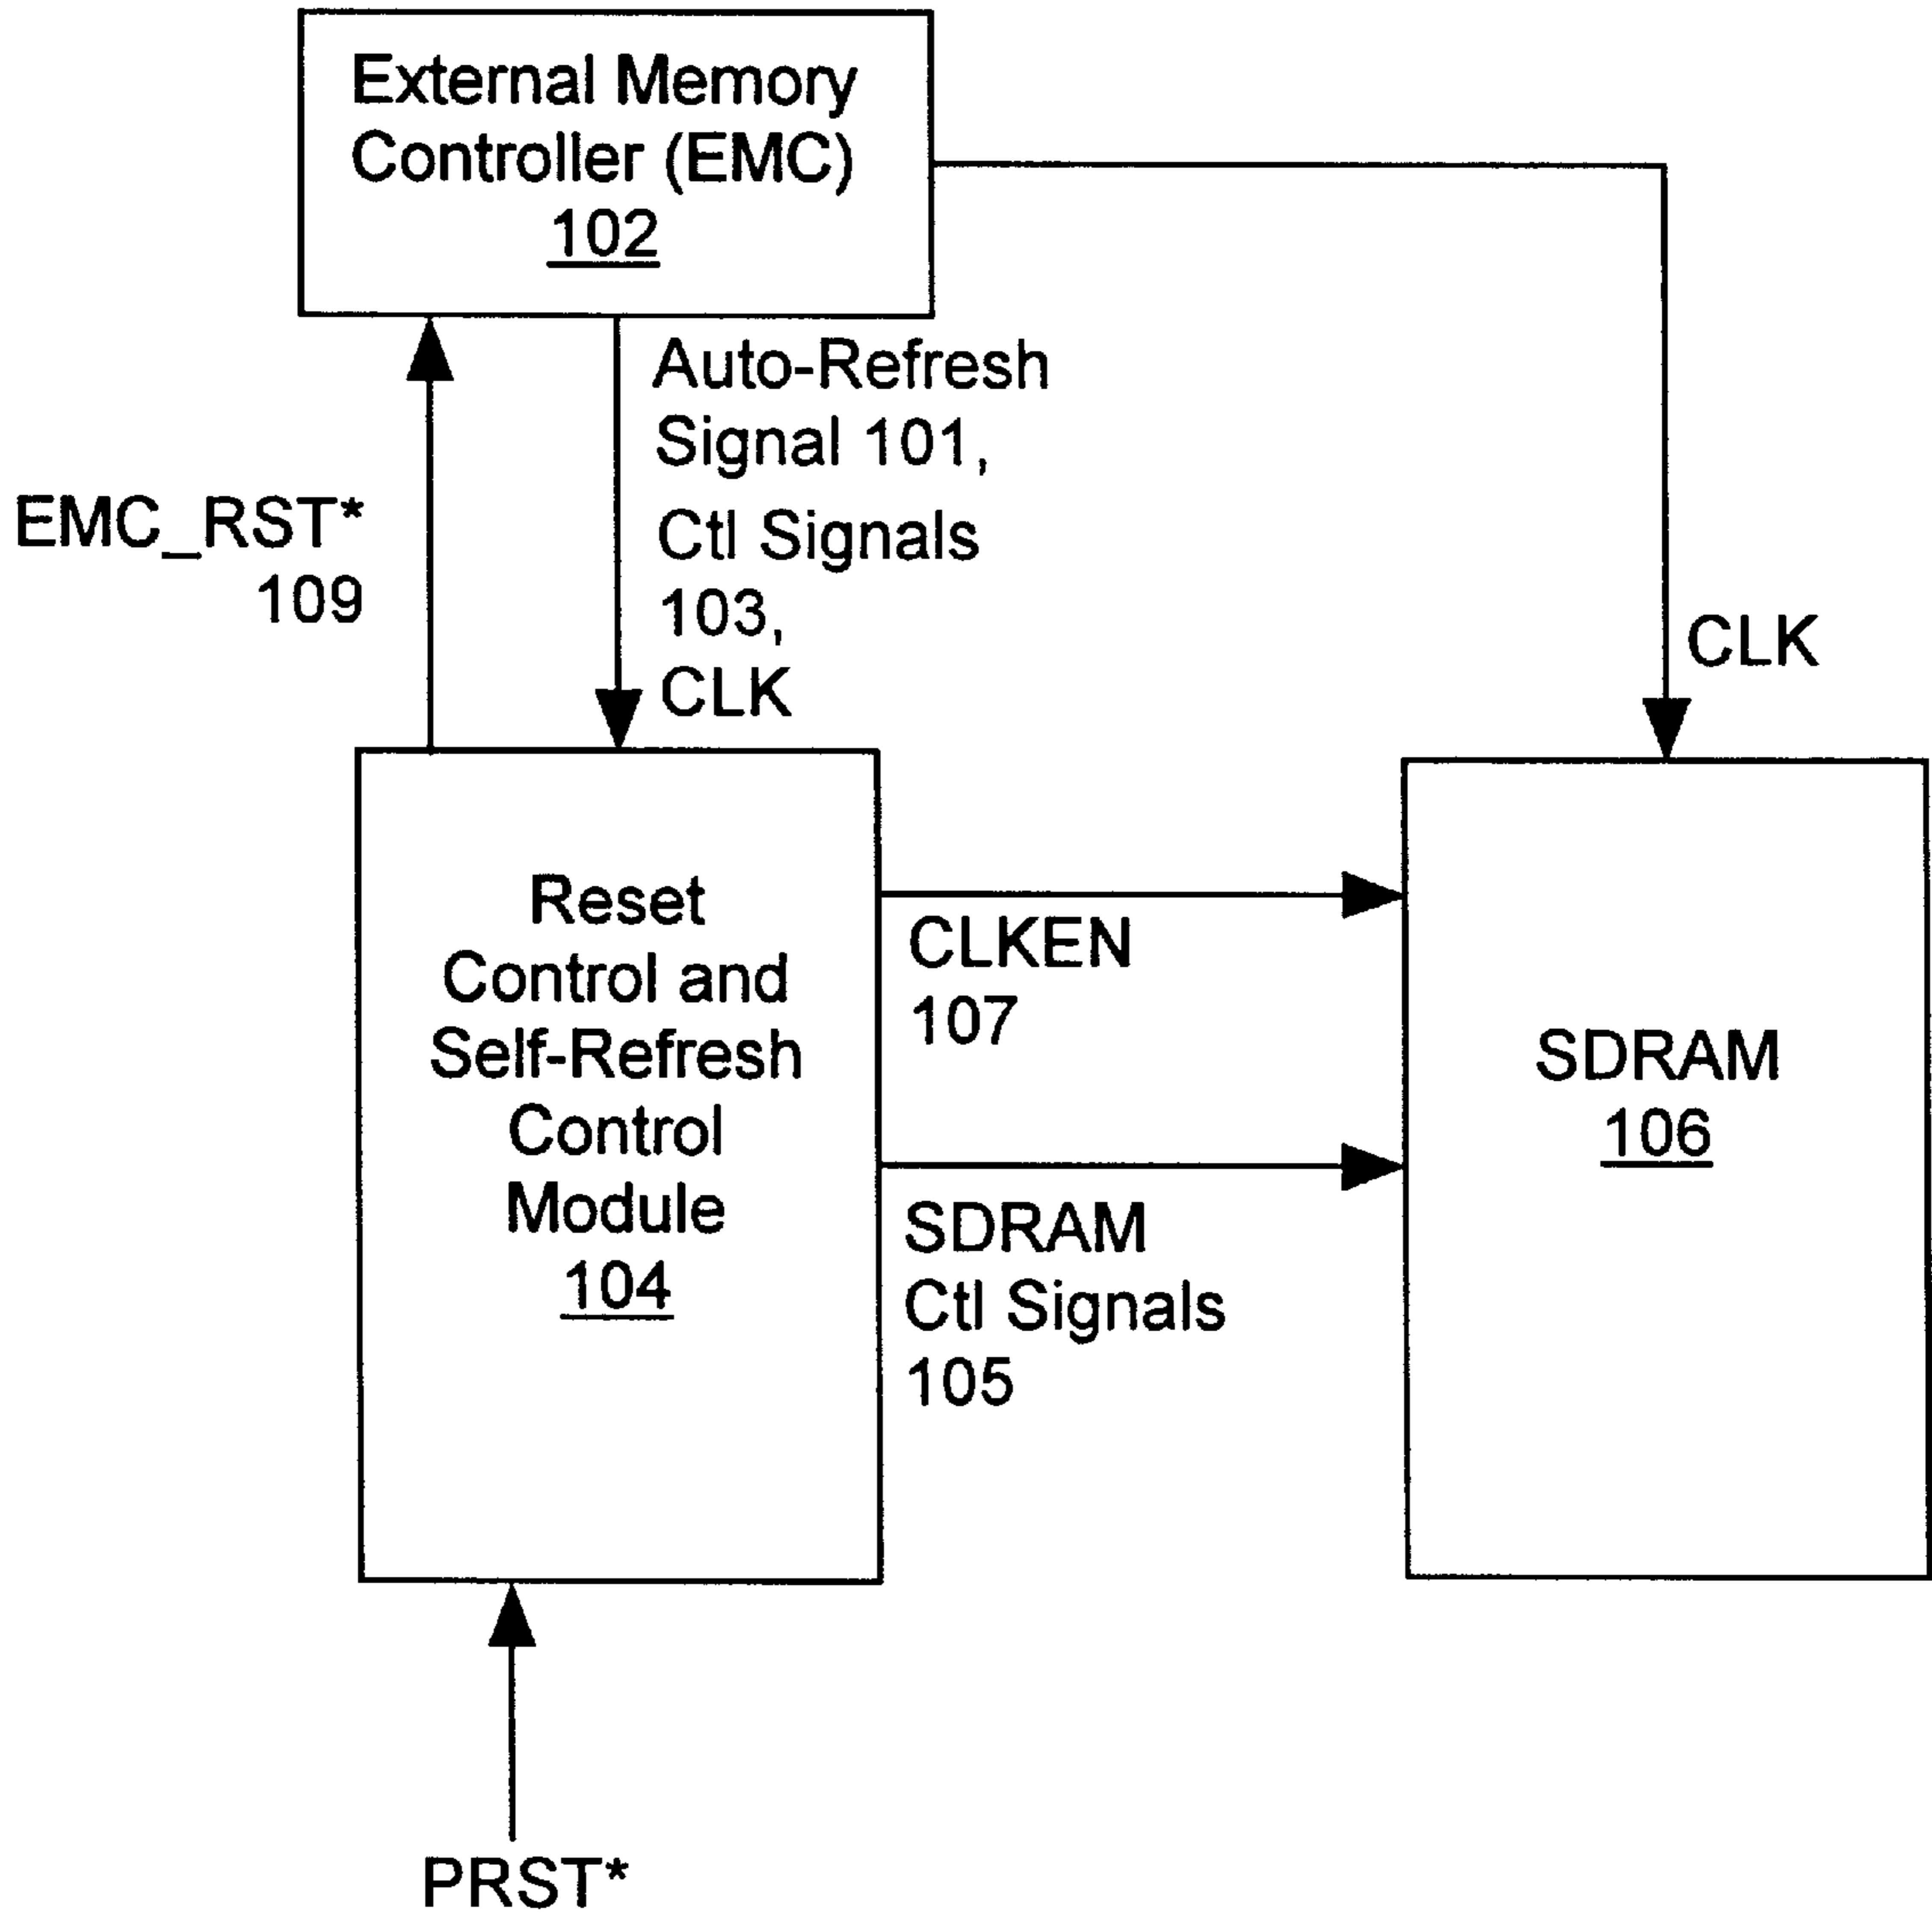 External Memory
Controller (EMC)
102
Auto-Refresh
Signal 101,
Ctl Signals
103,
CLK
EMC_RST*
109
CLK
Reset
Control and
Self-Refresh
Control
Module
104
CLKEN
107
SDRAM
Ctl Signals
105
SDRAM
106
PRST*